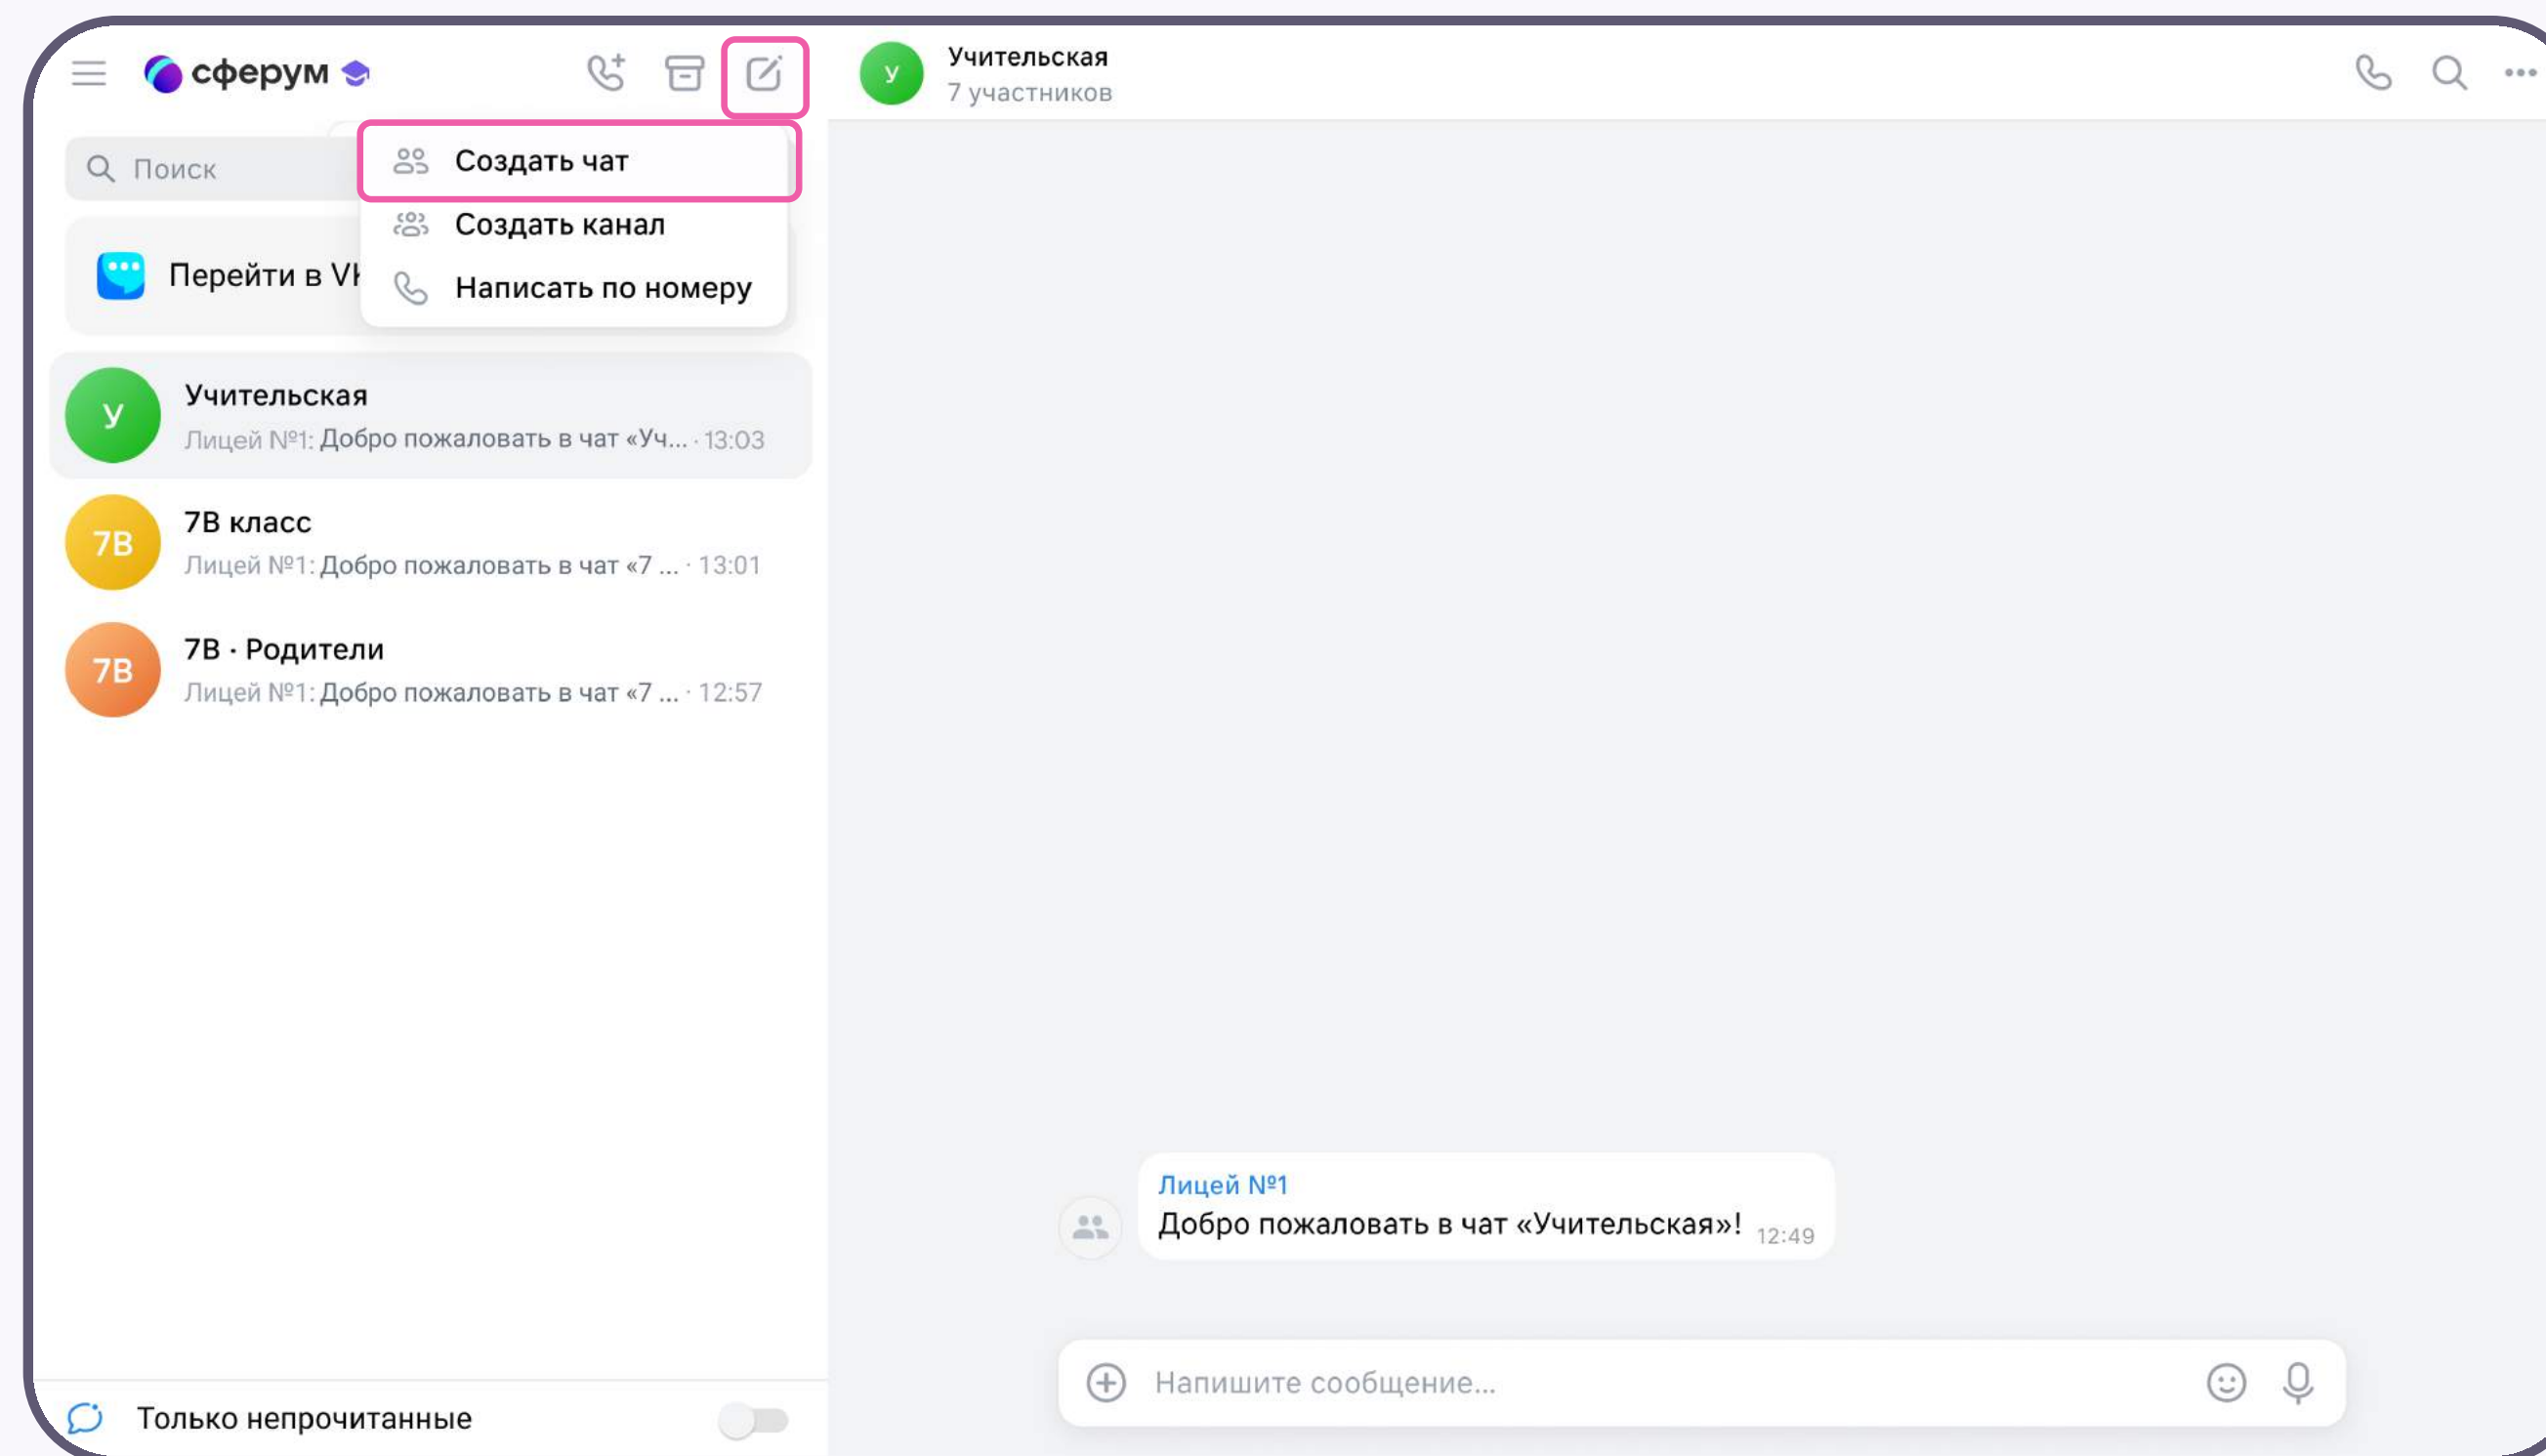 сферум
Поиск
Создать чат
Создать канал
Написать по номеру
Перейти в
Учительская
Лицей №1: Добро пожаловать в чат «Уч... · 13:03
7В
7В класс
Лицей №1: Добро пожаловать в чат «7 ... · 13:01
7В
7В · Родители
Лицей №1: Добро пожаловать в чат «7 ... · 12:57
Только непрочитанные
У
У
Учительская
7 участников
Лицей №1
Добро пожаловать в чат «Учительская»! 12:49
Напишите сообщение...